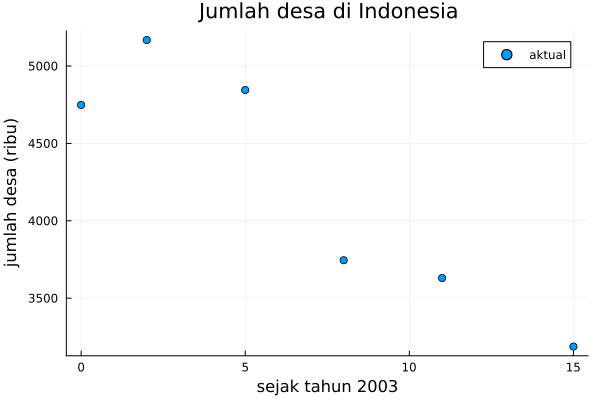 Jumlah desa di Indonesia
aktual
jumlah desa (ribu)
5000
4500
4000
3500
0 5 10 15
sejak tahun 2003